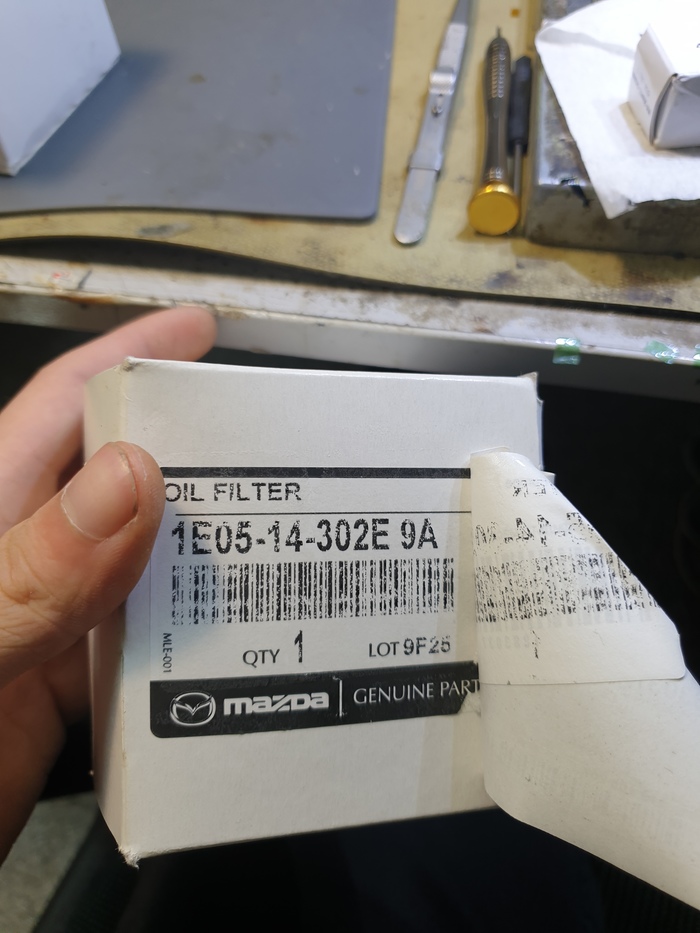 OIL FILTER
1E05-14-302E 9A
MLE-001
QTY 1
LOT 9F25
mazda GENUINE PART